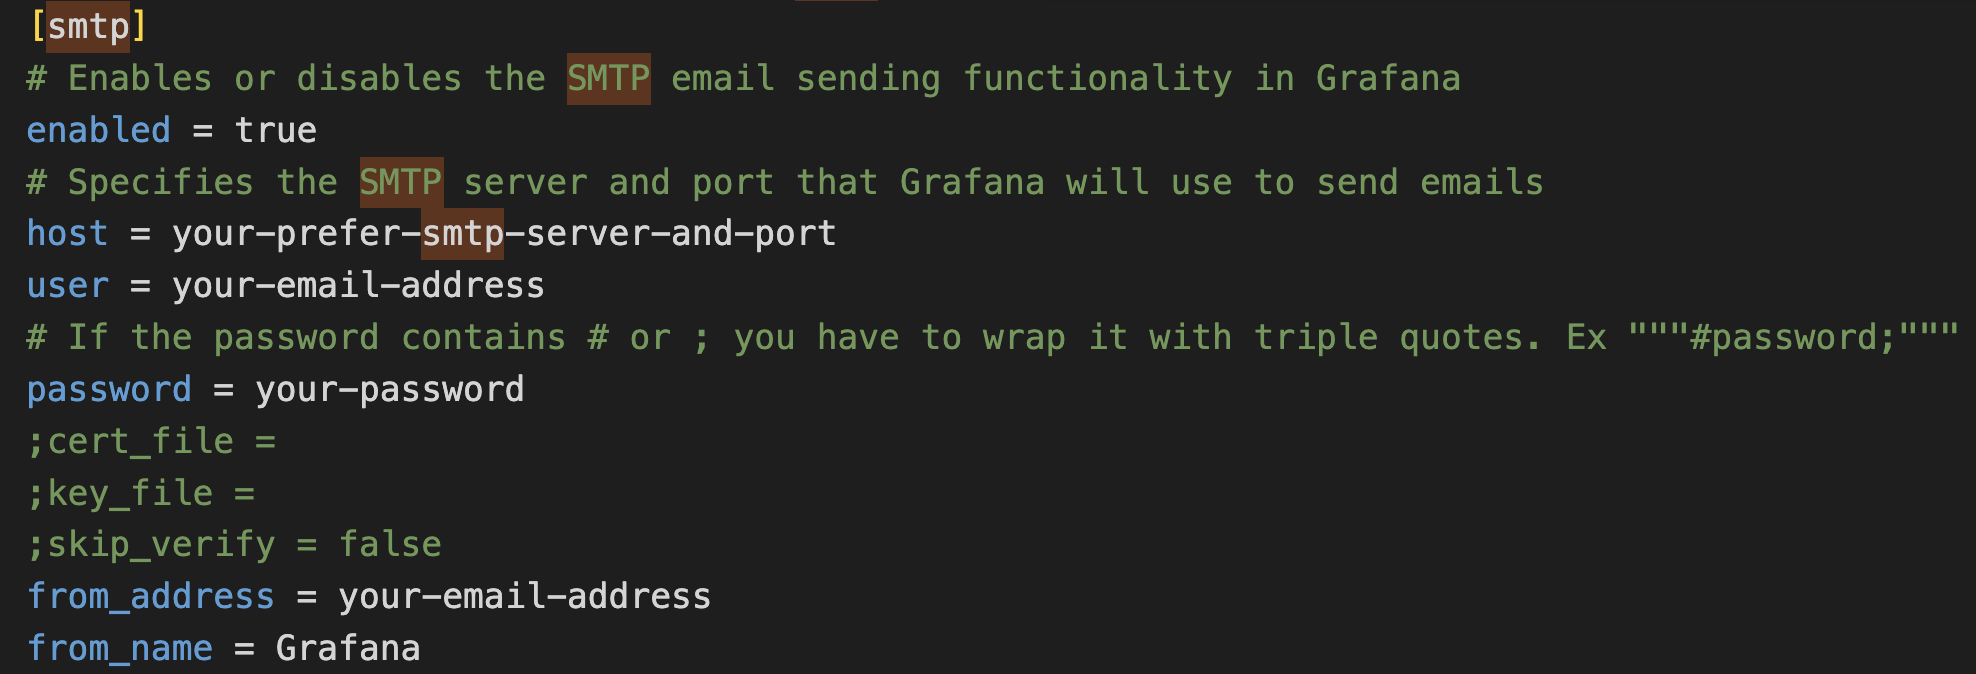 [smtp]
# Enables or disables the SMTP email sending functionality in Grafana
enabled = true
# Specifies the SMTP server and port that Grafana will use to send emails
host = your-prefer-smtp-server-and-port
user = your-email-address
# If the password contains # or ; you have to wrap it with triple quotes. Ex """#password;"""
password = your-password
;cert_file =
;key_file =
;skip_verify = false
from_address = your-email-address
from_name = Grafana